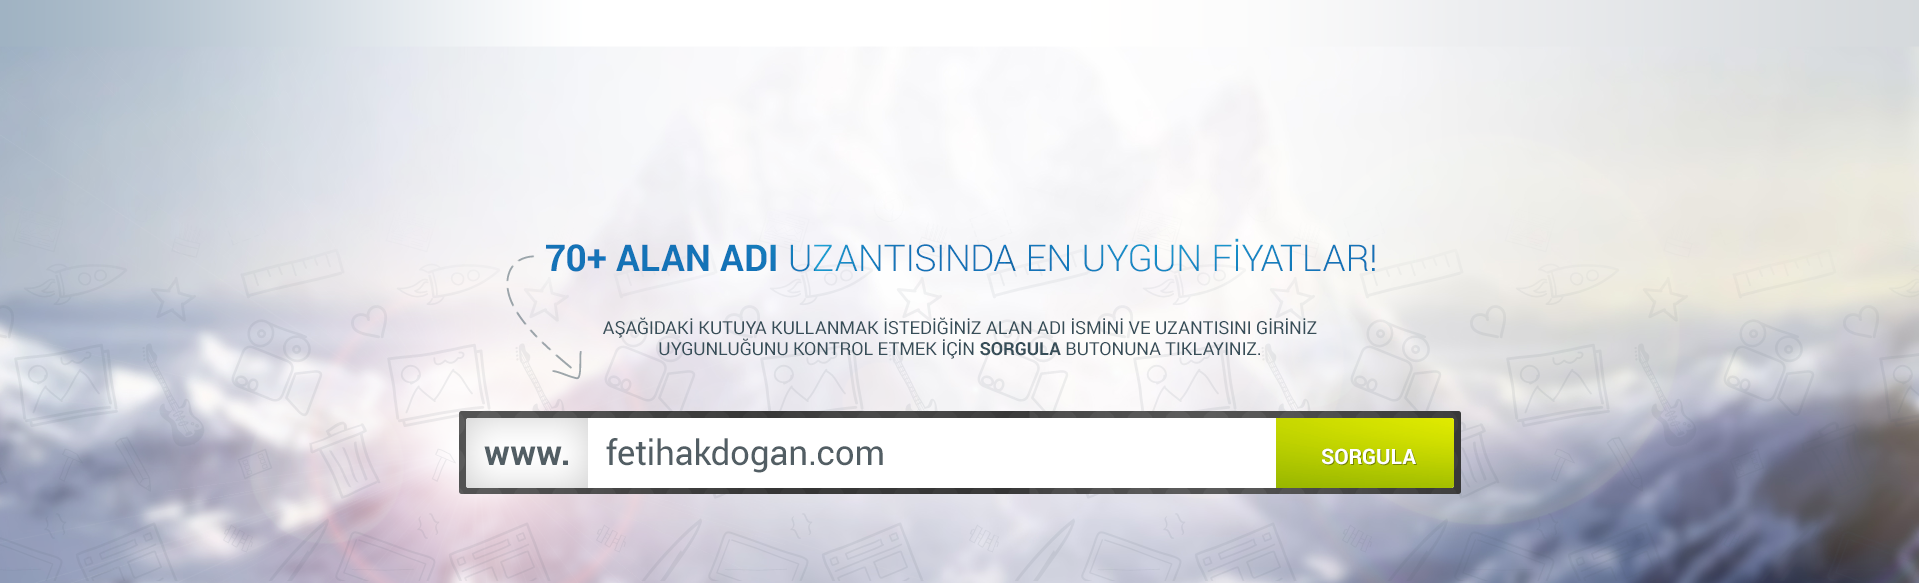 70+ ALAN ADI UZANTISINDA EN UYGUN FİYATLAR!
AŞAĞIDAKİ KUTUYA KULLANMAK İSTEDİĞİNİZ ALAN ADI İSMİNİ VE UZANTISINI GİRİNİZ
UYGUNLUĞUNU KONTROL ETMEK İÇİN SORGULA BUTONUNA TIKLAYINIZ.
www. fetihakdogan.com SORGULA